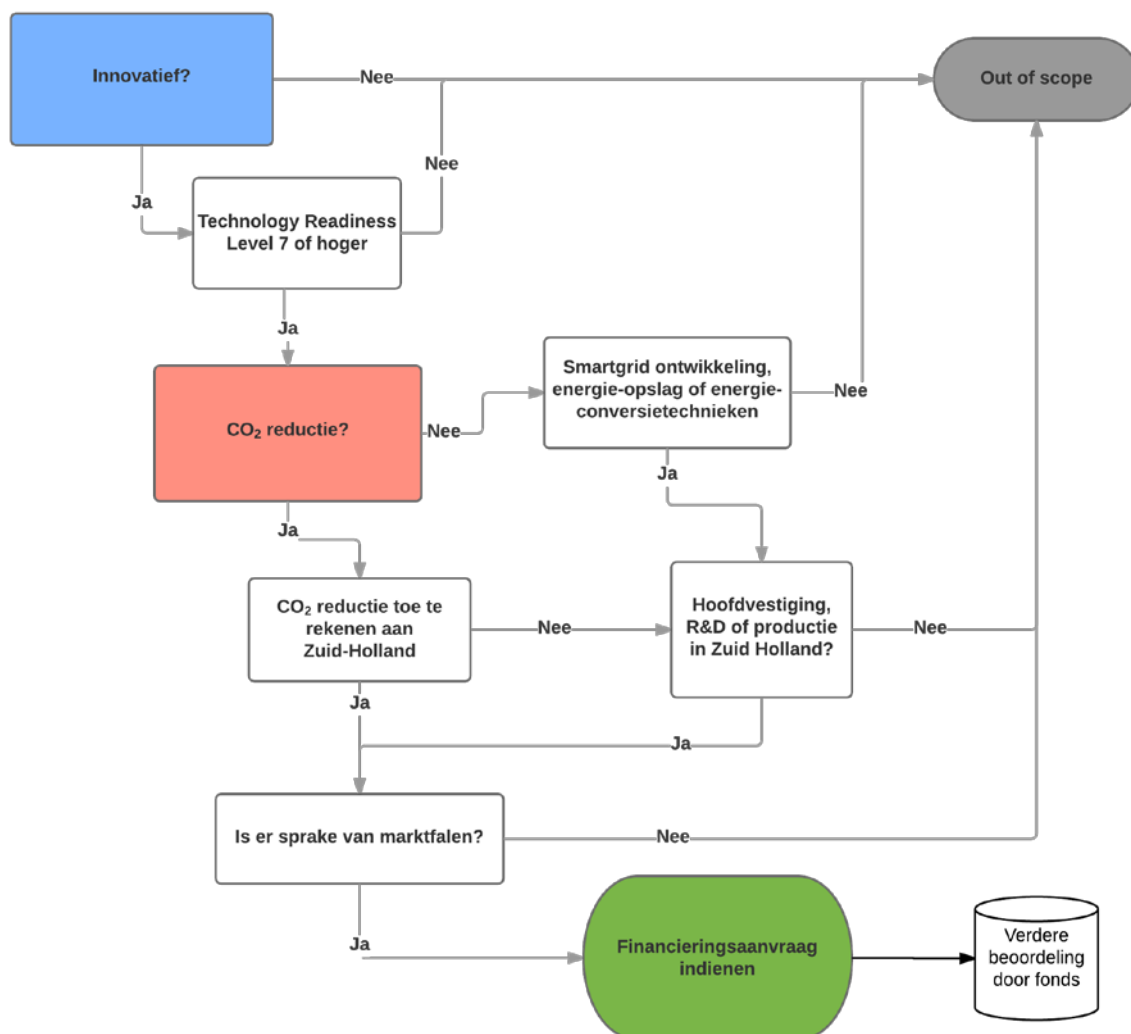 Innovatief?
Nee
Out of scope
Ja
Nee
Technology Readiness
Level 7 of hoger
Ja
CO₂ reductie?
Nee
Smartgrid ontwikkeling,
energie-opslag of energie-
conversietechnieken
Nee
Ja
Ja
CO₂ reductie toe te
rekenen aan
Zuid-Holland
Nee
Hoofdvestiging,
R&D of productie
in Zuid Holland?
Nee
Ja
Ja
Is er sprake van marktfalen?
Nee
Ja
Financieringsaanvraag
indienen
Verdere
beoordeling
door fonds